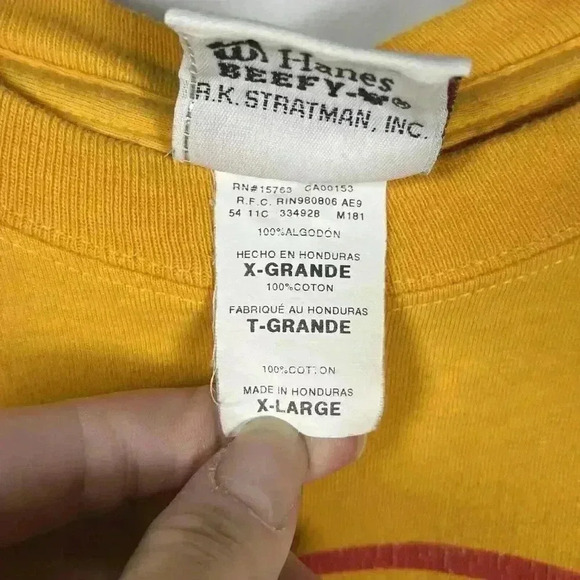 Hanes
BEEFY-T®
R.K. STRATMAN, INC.
RN#15763 CA00153
R.F.C. RIN980806 AE9
54 11C 334928 M181
100%ALGODÓN
HECHO EN HONDURAS
X-GRANDE
100%COTON
FABRIQUÉ AU HONDURAS
T-GRANDE
100%COTTON
MADE IN HONDURAS
X-LARGE